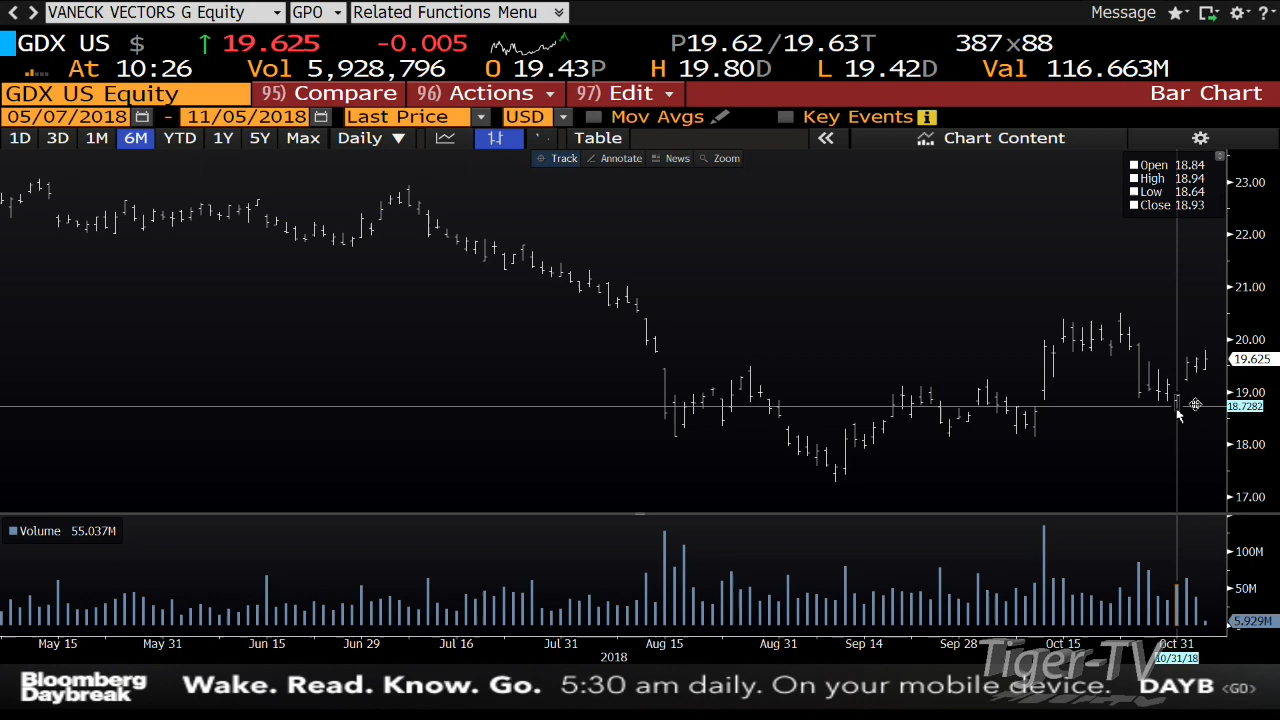 VANECK VECTORS G Equity GPO Related Functions Menu Message ?
GDX US $ ↑ 19.625 -0.005 P19.62/19.63T 387x88
At 10:26 Vol 5,928,796 O 19.43P H 19.80D L 19.42D Val 116.663M
GDX US Equity 95) Compare 96) Actions 97) Edit Bar Chart
05/07/2018 - 11/05/2018 Last Price USD Mov Avgs Key Events i
1D 3D 1M 6M YTD 1Y 5Y Max Daily ▼ Table « Chart Content
Track Annotate News Zoom
Open 18.84
High 18.94
Low 18.64
Close 18.93
23.00
22.00
21.00
20.00
19.625
19.00
18.7282
18.00
17.00
Volume 55.037M
100M
50M
5.929M
May 15 May 31 Jun 15 Jun 29 Jul 16 Jul 31 Aug 15 Aug 31 Sep 14 Sep 28 Oct 15 Oct 31
2018 10/31/18
Tiger-TV
Bloomberg
Daybreak
Wake. Read. Know. Go. 5:30 am daily. On your mobile device. DAYB <GO>